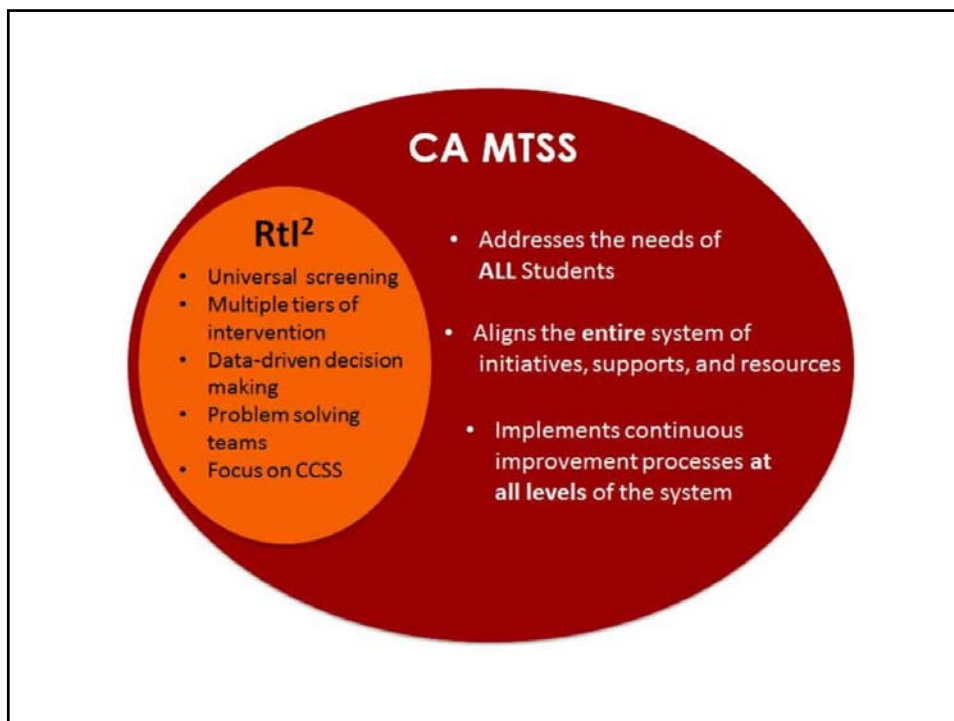 CA MTSS
RtI²
• Universal screening
• Multiple tiers of
intervention
• Data-driven decision
making
• Problem solving
teams
• Focus on CCSS
• Addresses the needs of
ALL Students
• Aligns the entire system of
initiatives, supports, and resources
• Implements continuous
improvement processes at
all levels of the system